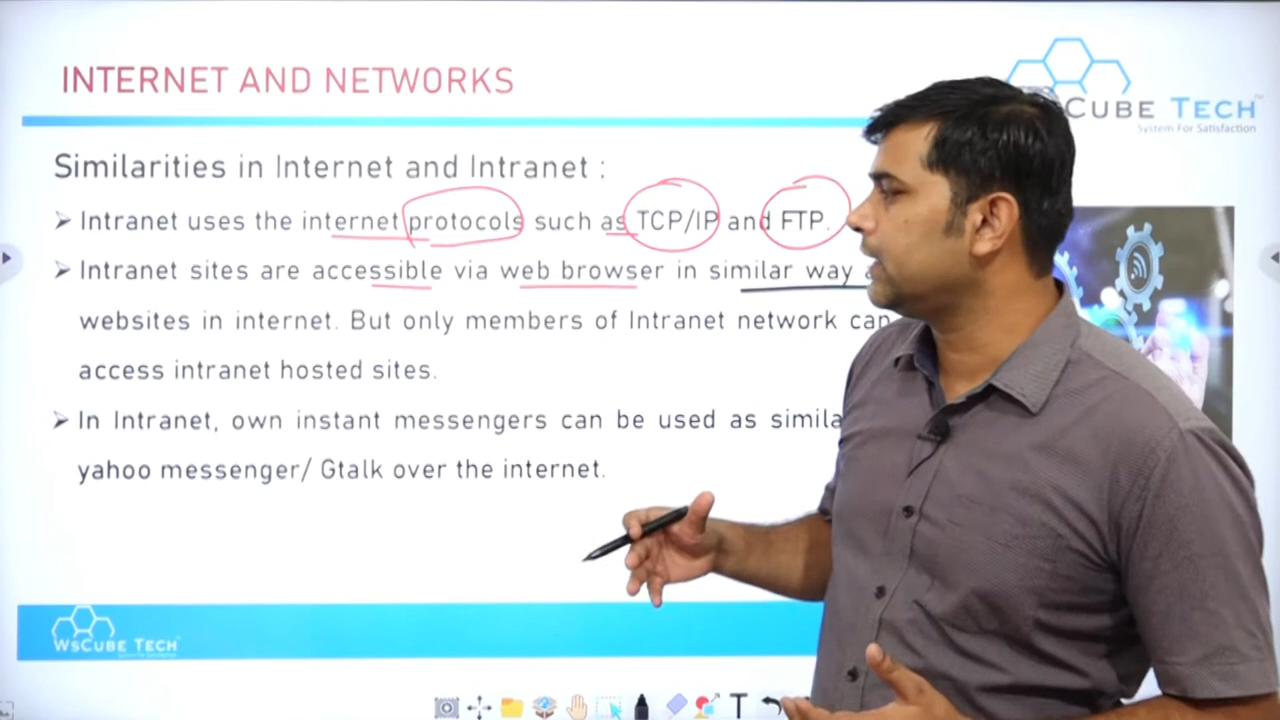 INTERNET AND NETWORKS
CUBE TECH
System For Satisfaction
Similarities in Internet and Intranet :
➢ Intranet uses the internet protocols such as TCP/IP and FTP.
➢ Intranet sites are accessible via web browser in similar way
websites in internet. But only members of Intranet network can
access intranet hosted sites.
➢ In Intranet, own instant messengers can be used as
yahoo messenger/ Gtalk over the internet.
WSCUBE TECH
System For Satisfaction
T